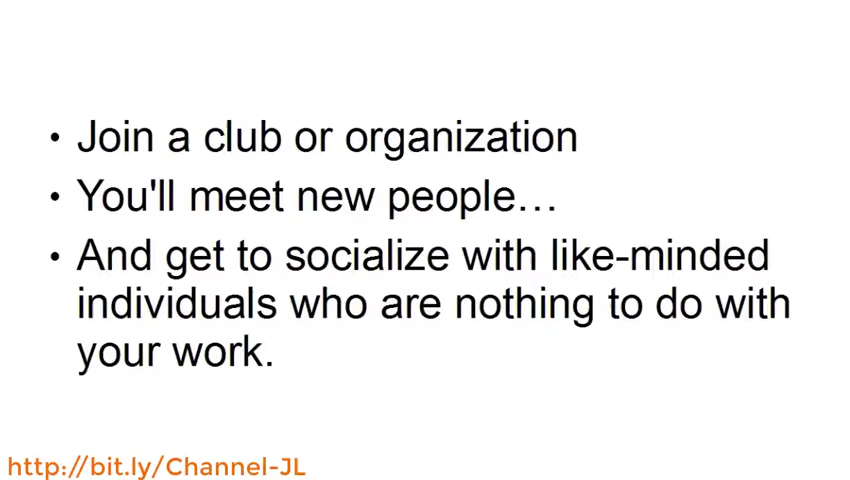 • Join a club or organization
• You'll meet new people…
• And get to socialize with like-minded
individuals who are nothing to do with
your work.
http://bit.ly/Channel-JL